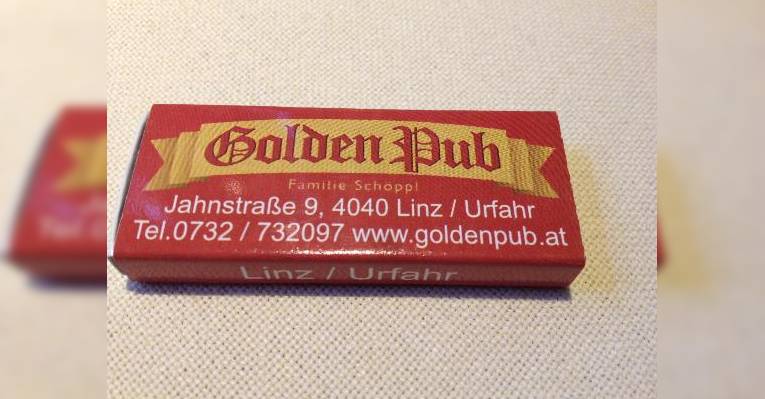 Golden Pub
Familie Schöppl
Jahnstraße 9, 4040 Linz / Urfahr
Tel.0732 / 732097 www.goldenpub.at
Linz / Urfahr